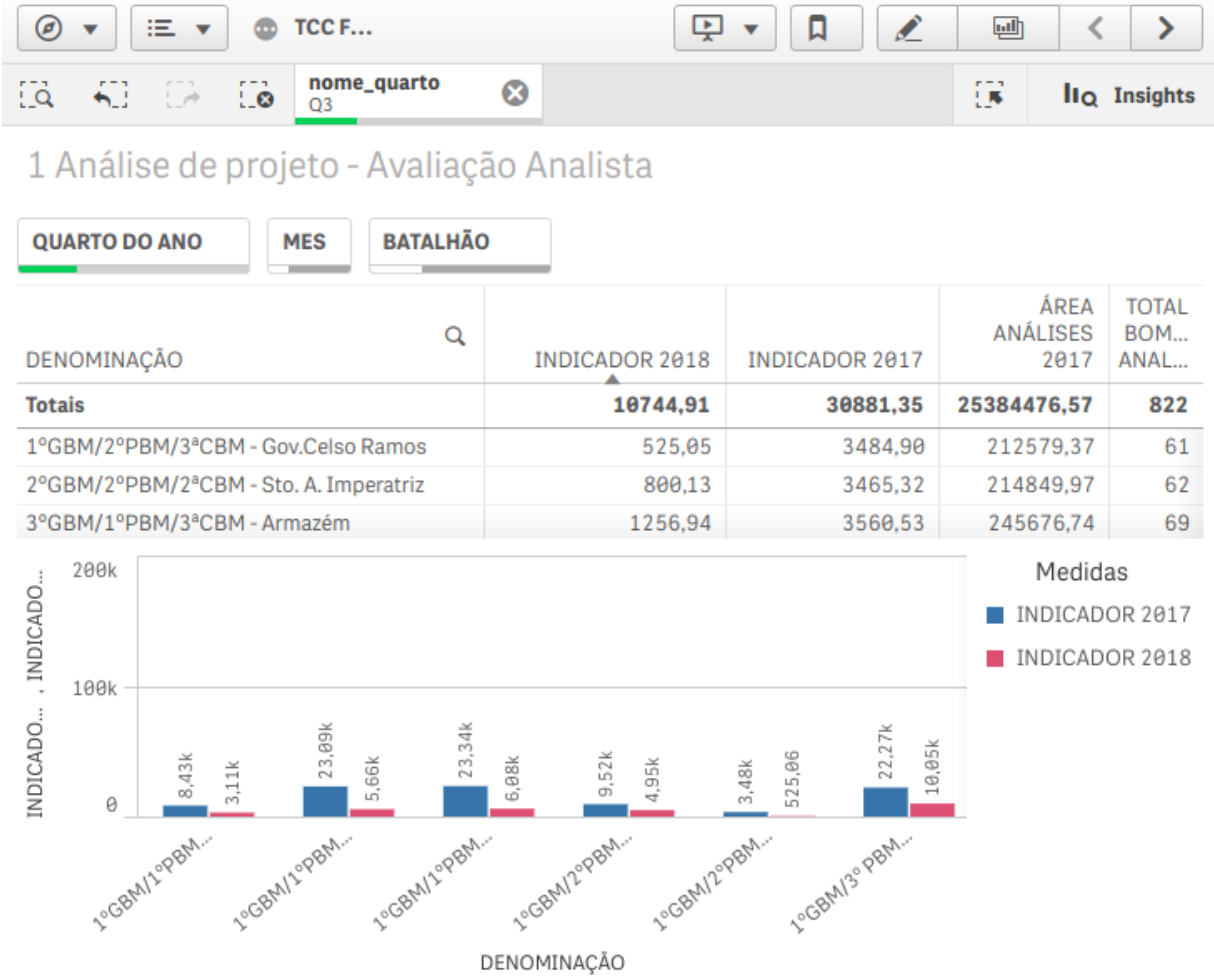 TCC F...
nome_quarto
Q3
Insights
1 Análise de projeto - Avaliação Analista
QUARTO DO ANO
MES
BATALHÃO
DENOMINAÇÃO INDICADOR 2018 INDICADOR 2017 ÁREA ANÁLISES 2017 TOTAL BOM... ANAL...
Totais 10744,91 30881,35 25384476,57 822
1ºGBM/2ºPBM/3ªCBM - Gov.Celso Ramos 525,05 3484,90 212579,37 61
2ºGBM/2ºPBM/2ªCBM - Sto. A. Imperatriz 800,13 3465,32 214849,97 62
3ºGBM/1ºPBM/3ªCBM - Armazém 1256,94 3560,53 245676,74 69
INDICADO... , INDICADO...
200k
100k
0
8,43k 3,11k 23,09k 5,66k 23,34k 6,08k 9,52k 4,95k 3,48k 525,06 22,27k 10,05k
1ºGBM/1ºPBM... 1ºGBM/1ºPBM... 1ºGBM/1ºPBM... 1ºGBM/2ºPBM... 1ºGBM/2ºPBM... 1ºGBM/3º PBM...
DENOMINAÇÃO
Medidas
INDICADOR 2017
INDICADOR 2018